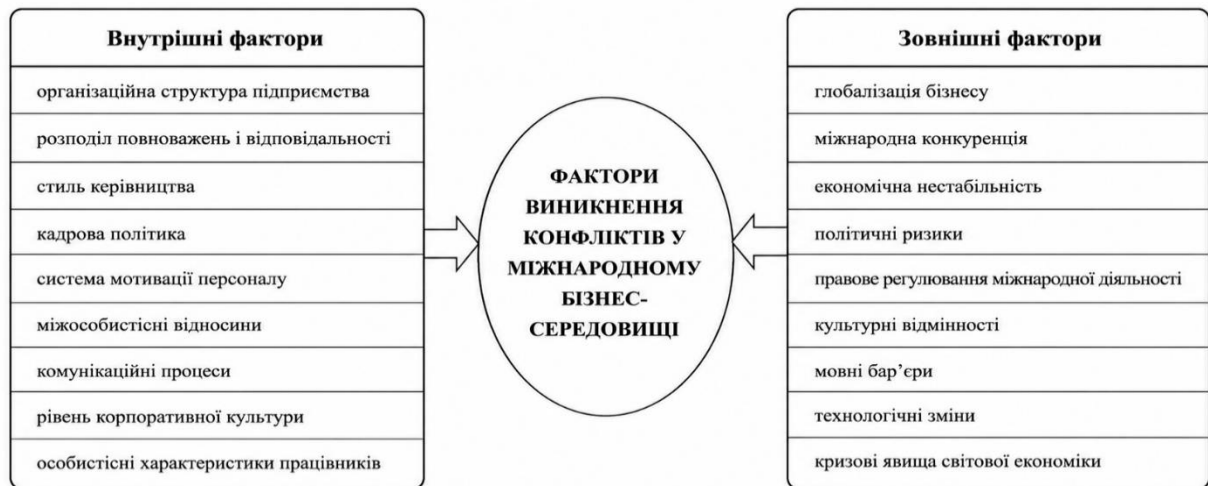 Внутрішні фактори
організаційна структура підприємства
розподіл повноважень і відповідальності
стиль керівництва
кадрова політика
система мотивації персоналу
міжособистісні відносини
комунікаційні процеси
рівень корпоративної культури
особистісні характеристики працівників
ФАКТОРИ
ВИНИКНЕННЯ
КОНФЛІКТІВ У
МІЖНАРОДНОМУ
БІЗНЕС-
СЕРЕДОВИЩІ
Зовнішні фактори
глобалізація бізнесу
міжнародна конкуренція
економічна нестабільність
політичні ризики
правове регулювання міжнародної діяльності
культурні відмінності
мовні бар’єри
технологічні зміни
кризові явища світової економіки